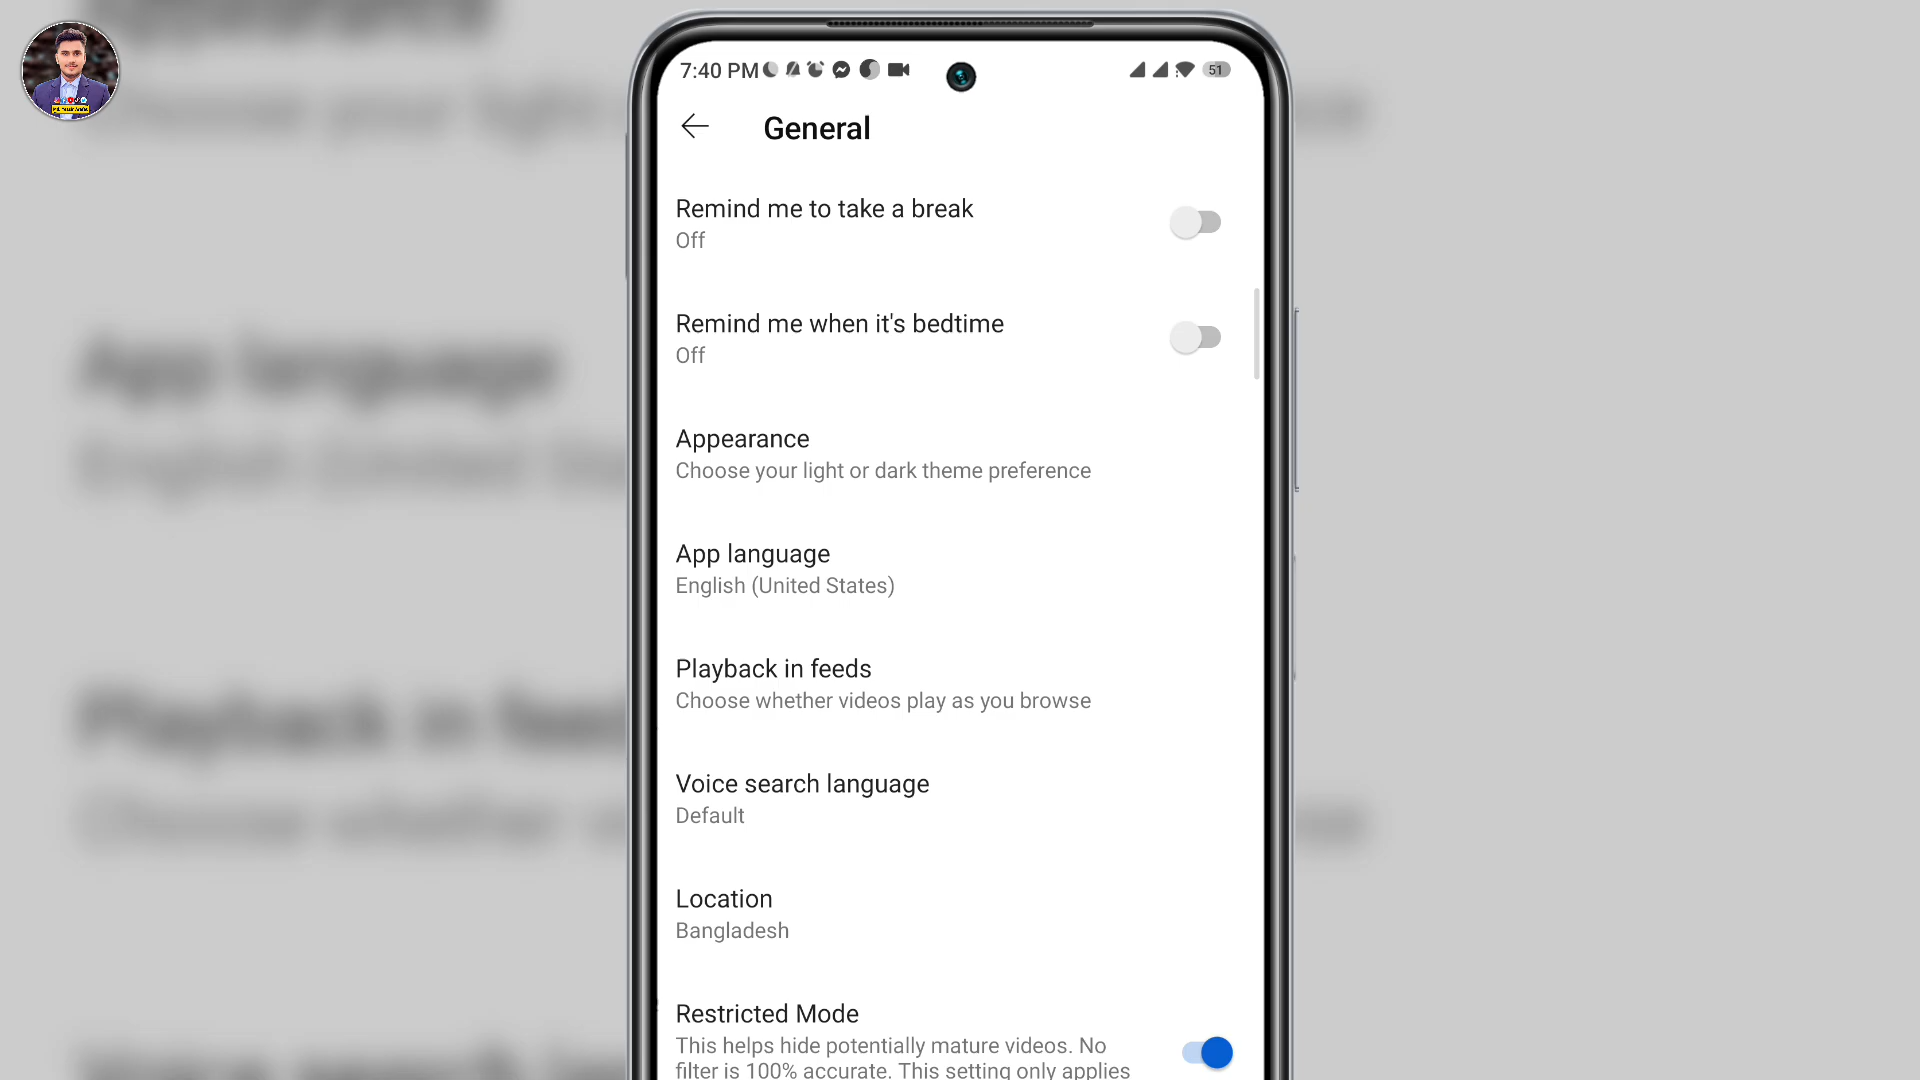 7:40 PM
51
General
Remind me to take a break
Off
Remind me when it's bedtime
Off
Appearance
Choose your light or dark theme preference
App language
English (United States)
Playback in feeds
Choose whether videos play as you browse
Voice search language
Default
Location
Bangladesh
Restricted Mode
This helps hide potentially mature videos. No
filter is 100% accurate. This setting only applies